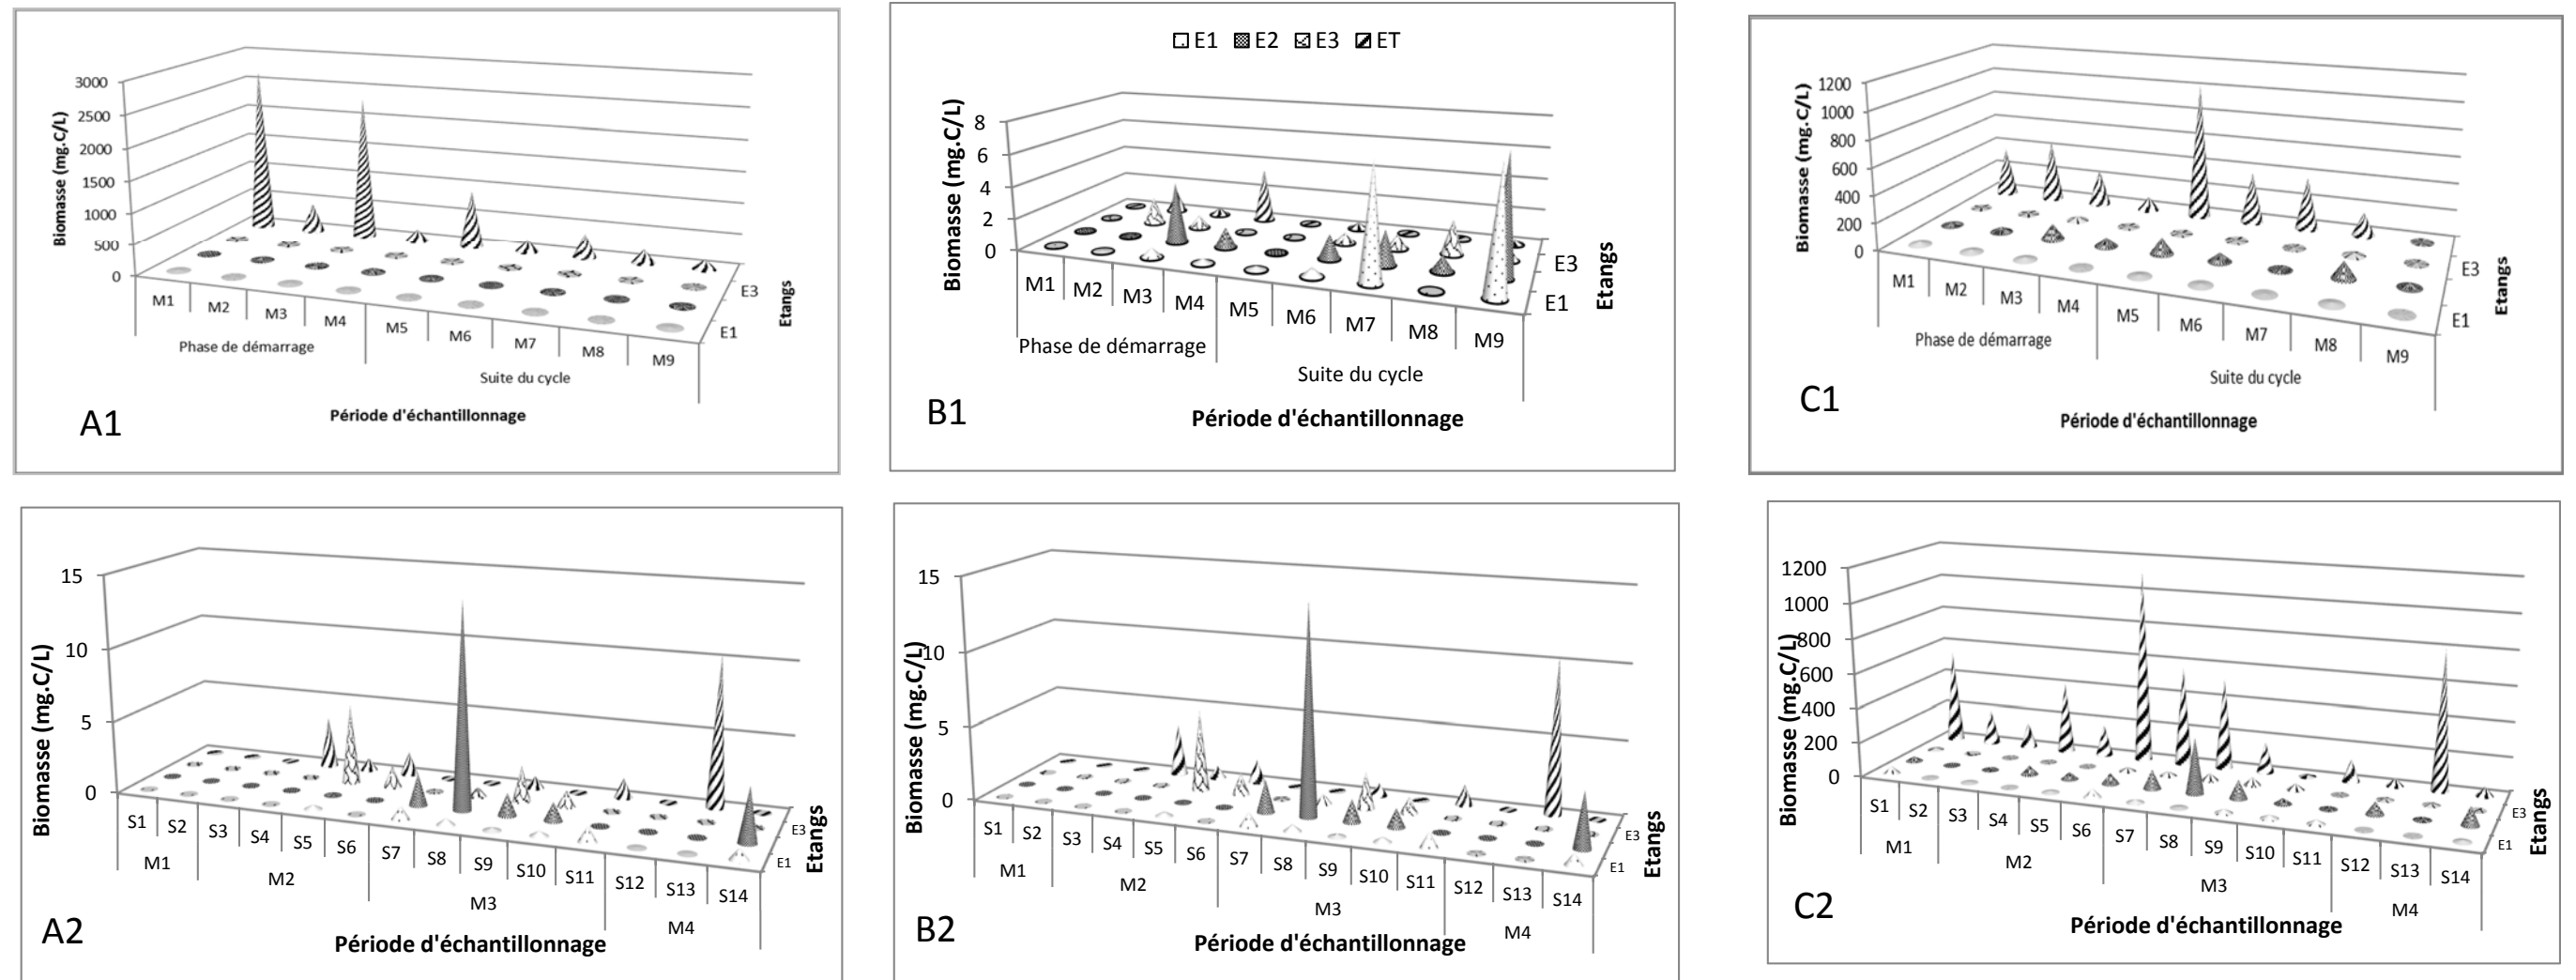 3000
2500
2000
1500
1000
500
0
Biomasse (mg.C/L)
M1 M2 M3 M4 M5 M6 M7 M8 M9
Phase de démarrage
Suite du cycle
Période d'échantillonnage
E3
E1
Etangs
A1
E1 E2 E3 ET
8
6
4
2
0
Biomasse (mg.C/L)
M1 M2 M3 M4 M5 M6 M7 M8 M9
Phase de démarrage
Suite du cycle
Période d'échantillonnage
E3
E1
Etangs
B1
1200
1000
800
600
400
200
0
Biomasse (mg.C/L)
M1 M2 M3 M4 M5 M6 M7 M8 M9
Phase de démarrage
Suite du cycle
Période d'échantillonnage
E3
E1
Etangs
C1
15
10
5
0
Biomasse (mg.C/L)
S1 S2 S3 S4 S5 S6 S7 S8 S9 S10 S11 S12 S13 S14
M1 M2 M3 M4
Période d'échantillonnage
E3
E1
Etangs
A2
15
10
5
0
Biomasse (mg.C/L)
S1 S2 S3 S4 S5 S6 S7 S8 S9 S10 S11 S12 S13 S14
M1 M2 M3 M4
Période d'échantillonnage
E3
E1
Etangs
B2
1200
1000
800
600
400
200
0
Biomasse (mg.C/L)
S1 S2 S3 S4 S5 S6 S7 S8 S9 S10 S11 S12 S13 S14
M1 M2 M3 M4
Période d'échantillonnage
E3
E1
Etangs
C2